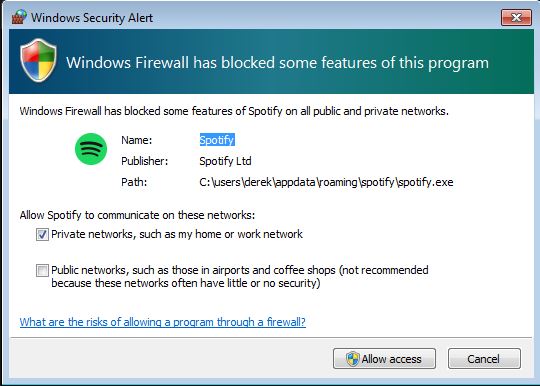 Windows Security Alert
Windows Firewall has blocked some features of this program
Windows Firewall has blocked some features of Spotify on all public and private networks.
Name: Spotify
Publisher: Spotify Ltd
Path: C:\users\derek\appdata\roaming\spotify\spotify.exe
Allow Spotify to communicate on these networks:
Private networks, such as my home or work network
Public networks, such as those in airports and coffee shops (not recommended
because these networks often have little or no security)
What are the risks of allowing a program through a firewall?
Allow access Cancel